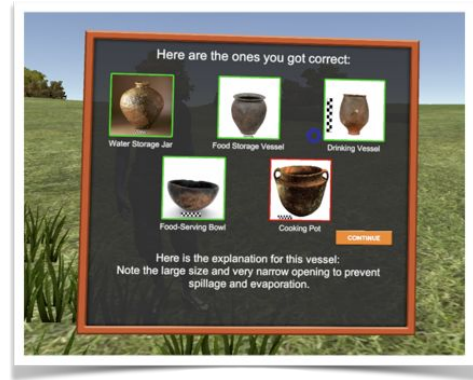 Here are the ones you got correct:
Water Storage Jar
Food Storage Vessel
Drinking Vessel
Food-Serving Bowl
Cooking Pot
CONTINUE
Here is the explanation for this vessel:
Note the large size and very narrow opening to prevent
spillage and evaporation.